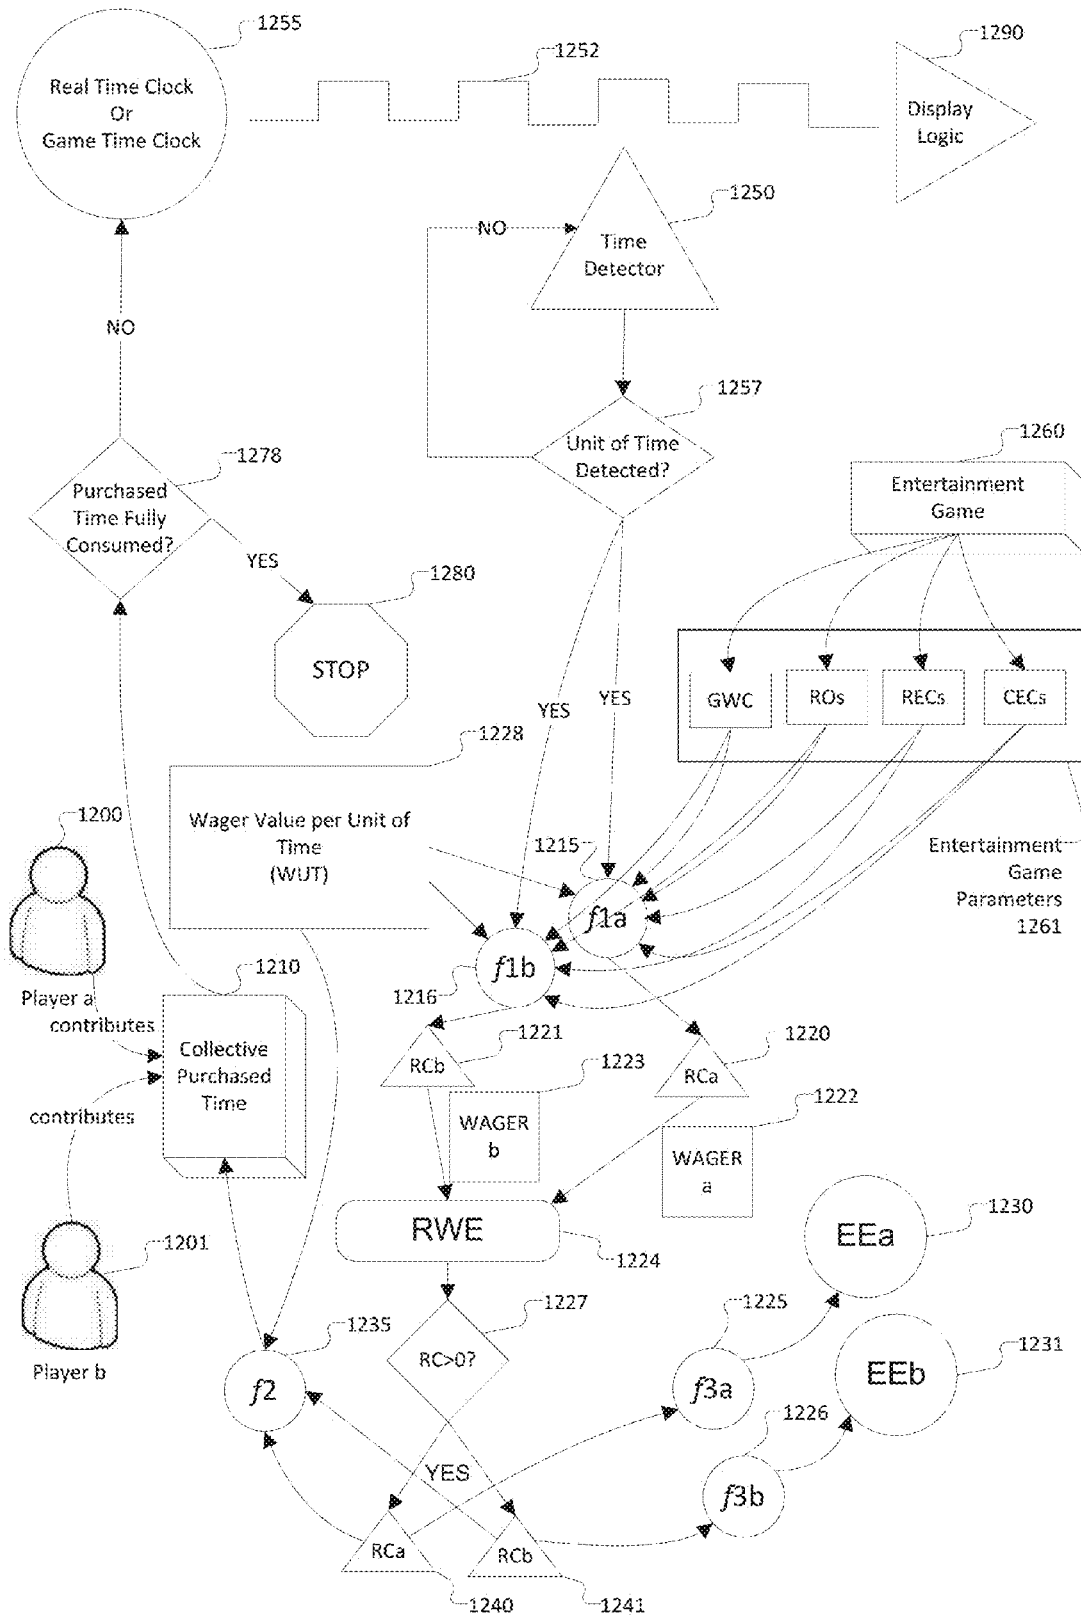 1255
Real Time Clock
Or
Game Time Clock
1252
1290
Display
Logic
1250
NO
Time
Detector
NO
1257
Unit of Time
Detected?
1278
Purchased
Time Fully
Consumed?
1260
Entertainment
Game
YES
1280
STOP
YES
YES
GWC
ROs
RECs
CECs
1228
Wager Value per Unit of
Time
(WUT)
1200
1215
Entertainment
Game
Parameters
1261
f1a
f1b
1210
1216
Player a
contributes
Collective
Purchased
Time
1221
RCb
1223
1220
RCa
contributes
WAGER
b
1222
WAGER
a
1201
RWE
1224
EEa
1230
Player b
1235
1227
1225
RC>0?
f2
f3a
EEb
1231
1226
YES
f3b
RCa
RCb
1240
1241